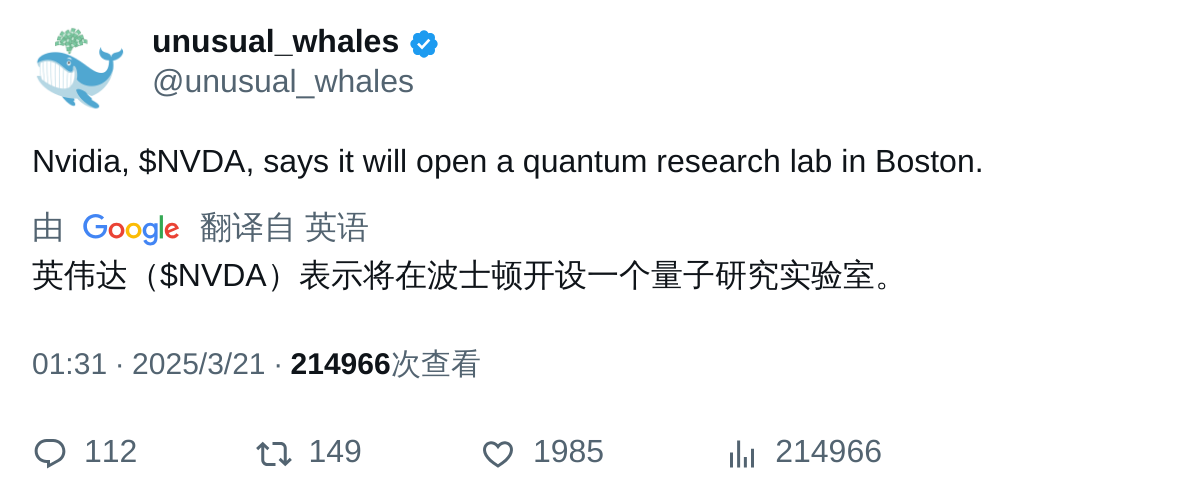 unusual_whales
@unusual_whales
Nvidia, $NVDA, says it will open a quantum research lab in Boston.
由 Google 翻译自 英语
英伟达（$NVDA）表示将在波士顿开设一个量子研究实验室。
01:31 · 2025/3/21 · 214966次查看
112 149 1985 214966